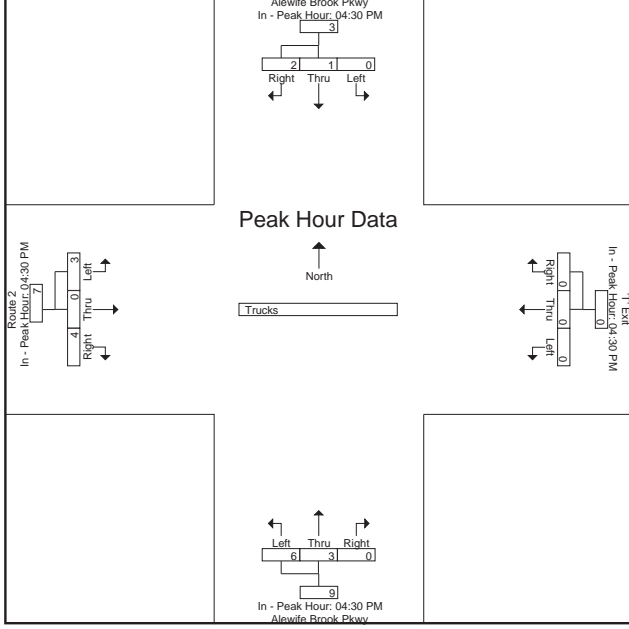 Alewife Brook Pkwy
In - Peak Hour: 04:30 PM
3
2 1 0
Right Thru Left
Peak Hour Data
North
Trucks
Route 2
In - Peak Hour: 04:30 PM
7
3 0 4
Left Thru Right
"T" Exit
In - Peak Hour: 04:30 PM
0
0 0 0
Right Thru Left
Left Thru Right
6 3 0
9
In - Peak Hour: 04:30 PM
Alewife Brook Pkwy